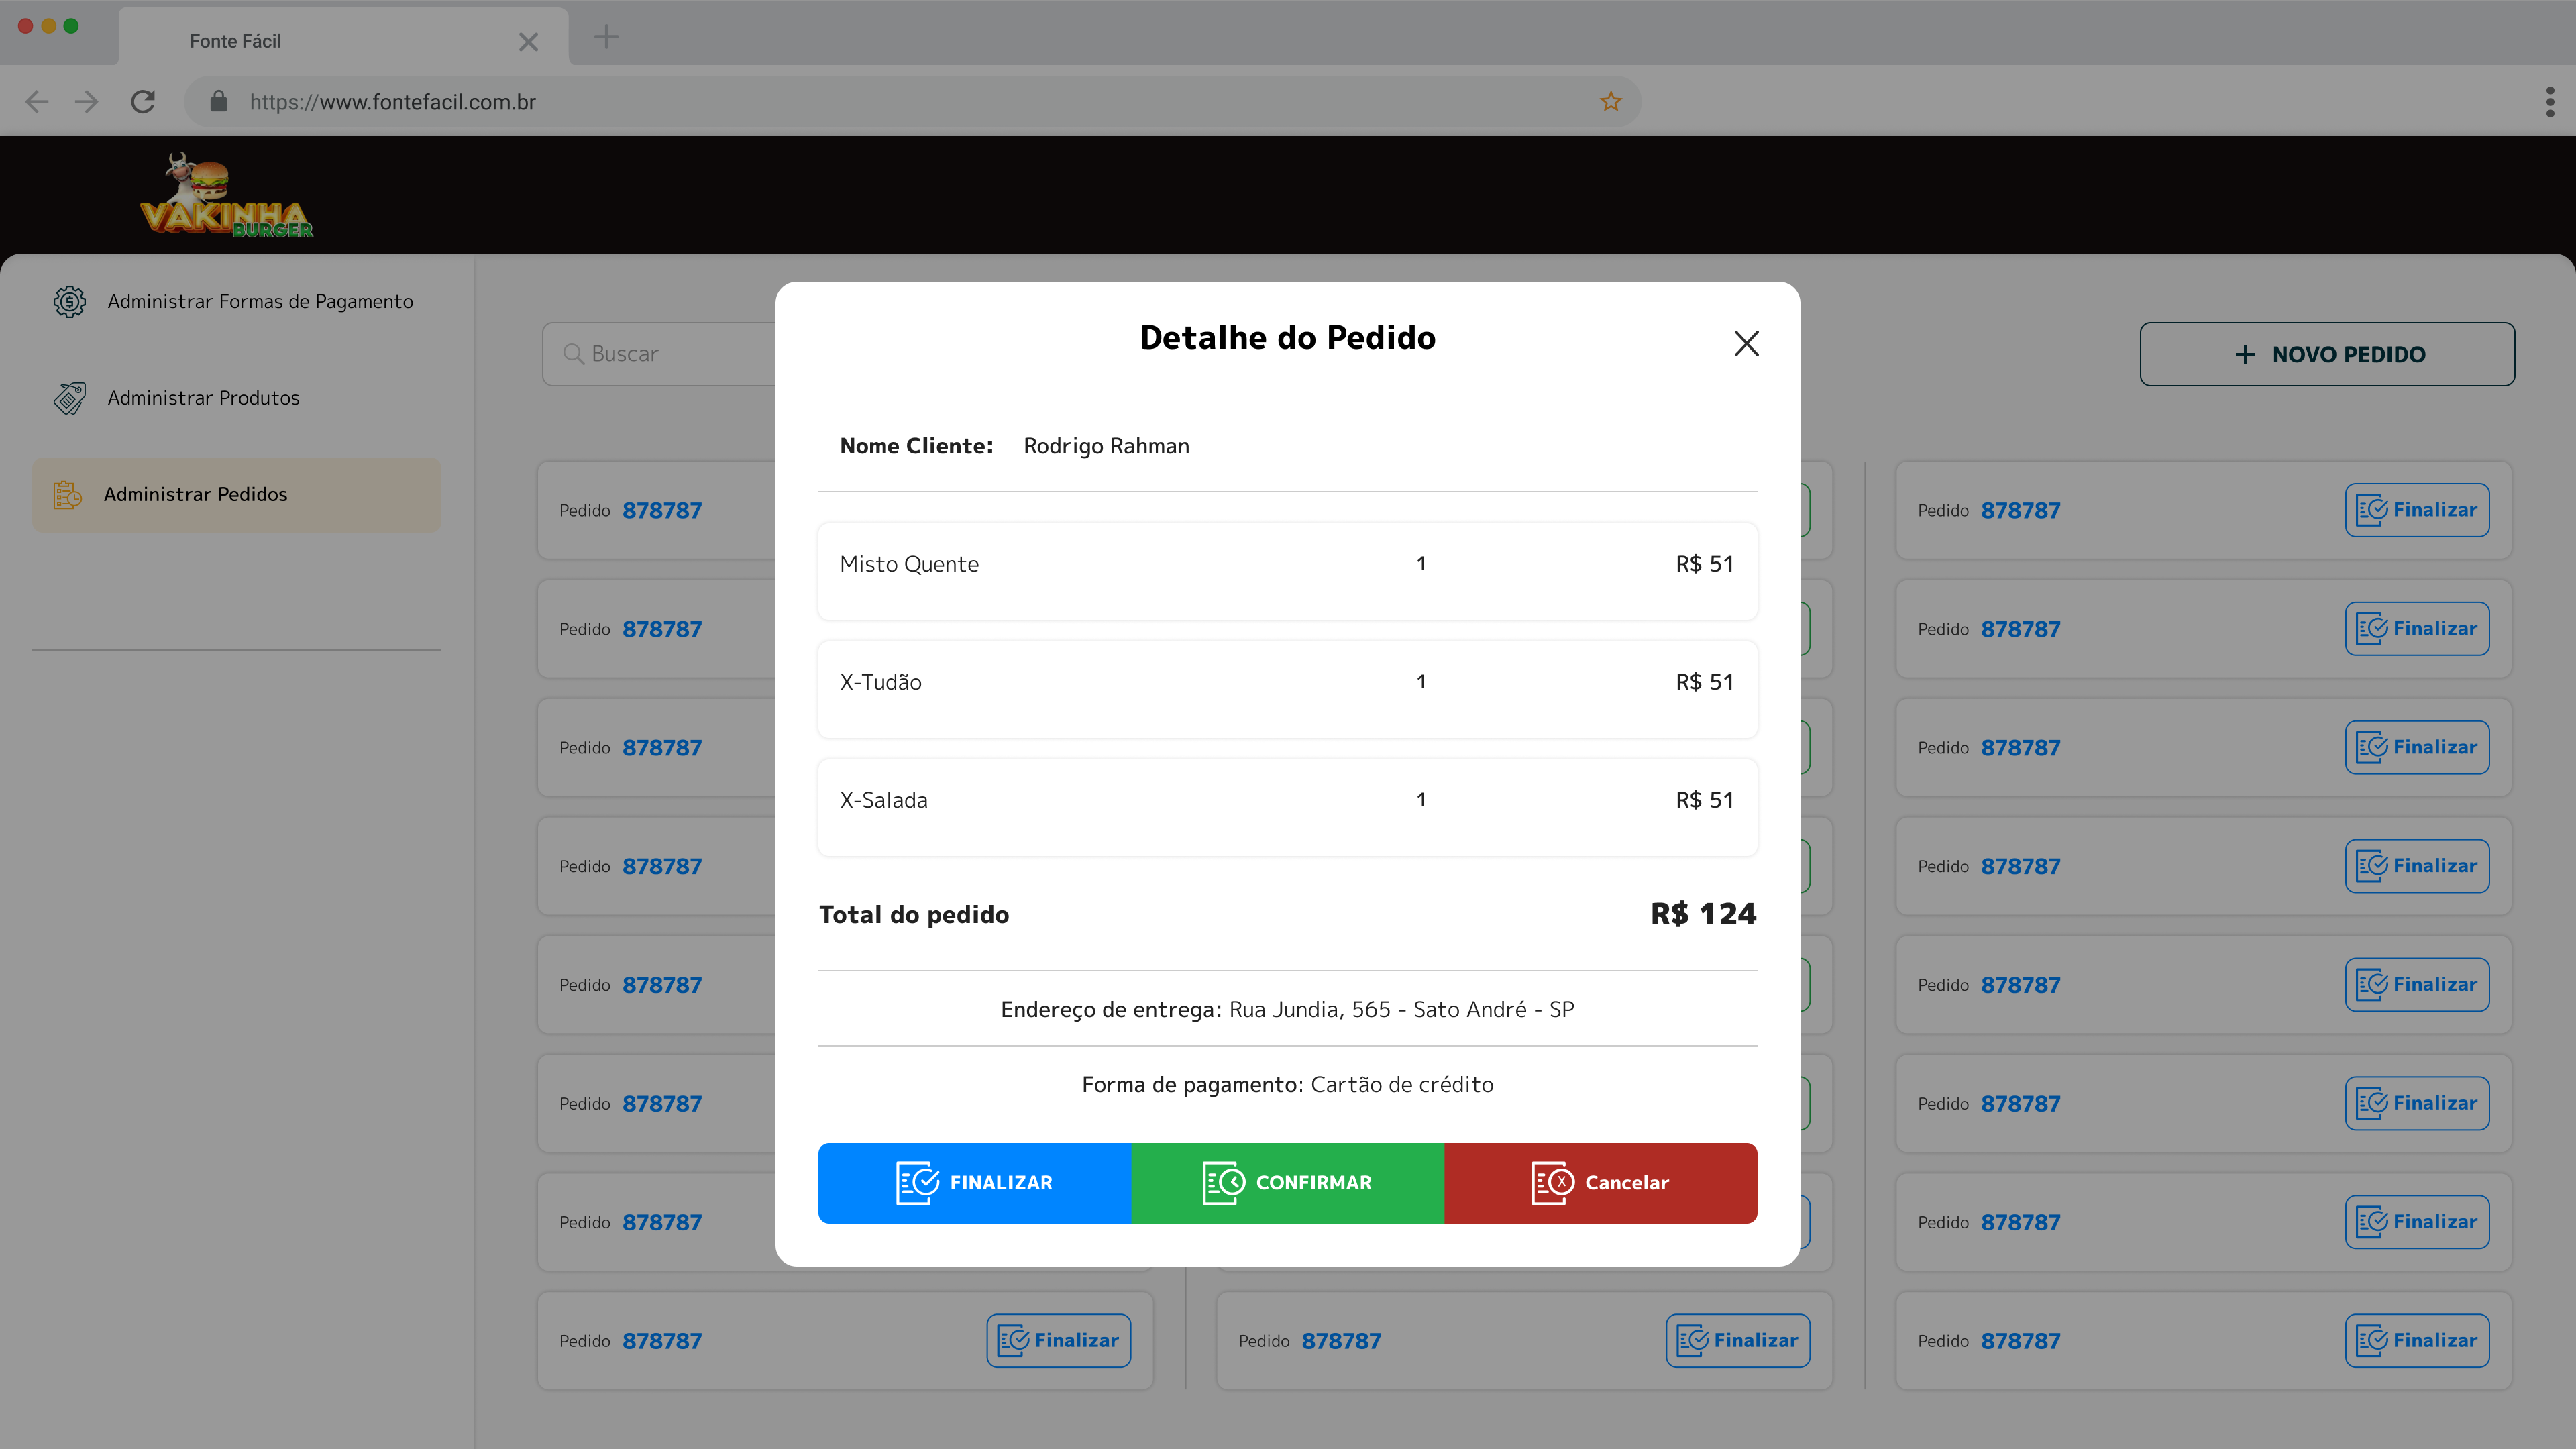 Fonte Fácil
https://www.fontefacil.com.br
VAKINHA
BURGER
Administrar Formas de Pagamento
Administrar Produtos
Administrar Pedidos
Buscar
NOVO PEDIDO
Detalhe do Pedido
Nome Cliente: Rodrigo Rahman
Misto Quente 1 R$ 51
X-Tudão 1 R$ 51
X-Salada 1 R$ 51
Total do pedido R$ 124
Endereço de entrega: Rua Jundia, 565 - Sato André - SP
Forma de pagamento: Cartão de crédito
FINALIZAR CONFIRMAR Cancelar
Pedido 878787
Pedido 878787
Pedido 878787
Pedido 878787
Pedido 878787
Pedido 878787
Pedido 878787
Pedido 878787 Finalizar
Pedido 878787 Finalizar
Pedido 878787 Finalizar
Pedido 878787 Finalizar
Pedido 878787 Finalizar
Pedido 878787 Finalizar
Pedido 878787 Finalizar
Pedido 878787 Finalizar
Pedido 878787 Finalizar
Pedido 878787 Finalizar